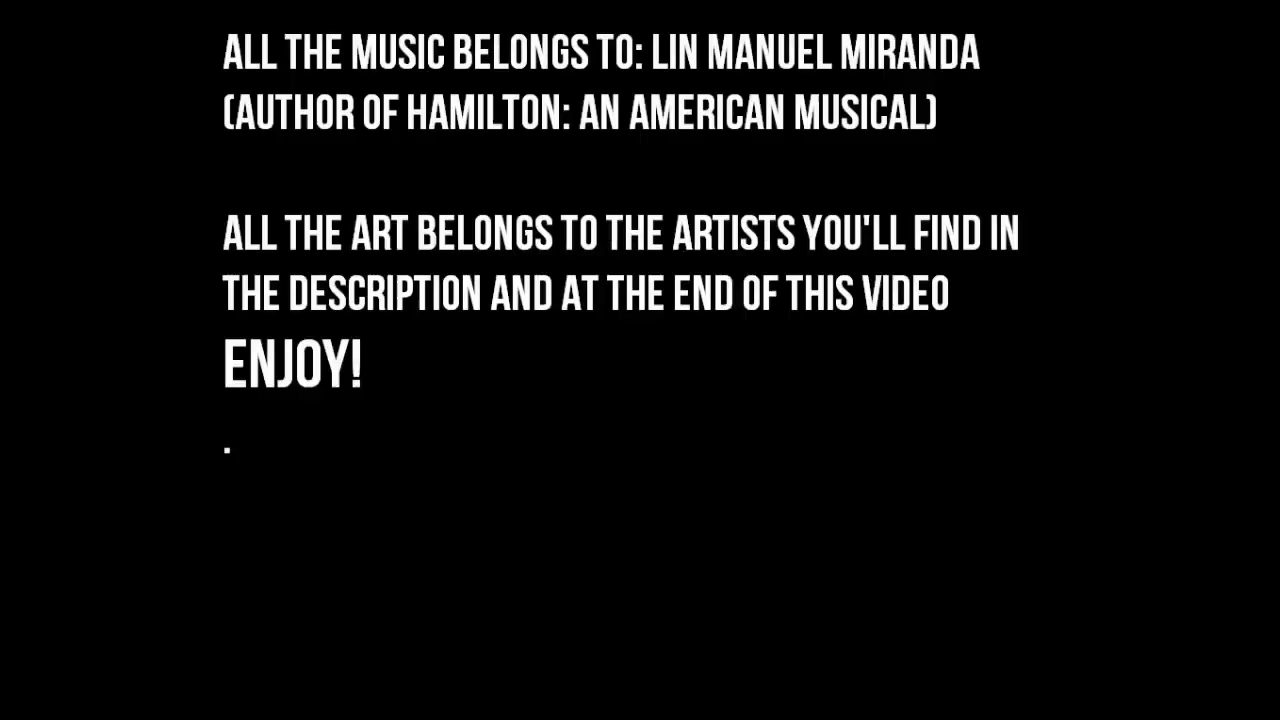 ALL THE MUSIC BELONGS TO: LIN MANUEL MIRANDA
(AUTHOR OF HAMILTON: AN AMERICAN MUSICAL)
ALL THE ART BELONGS TO THE ARTISTS YOU'LL FIND IN
THE DESCRIPTION AND AT THE END OF THIS VIDEO
ENJOY!
.